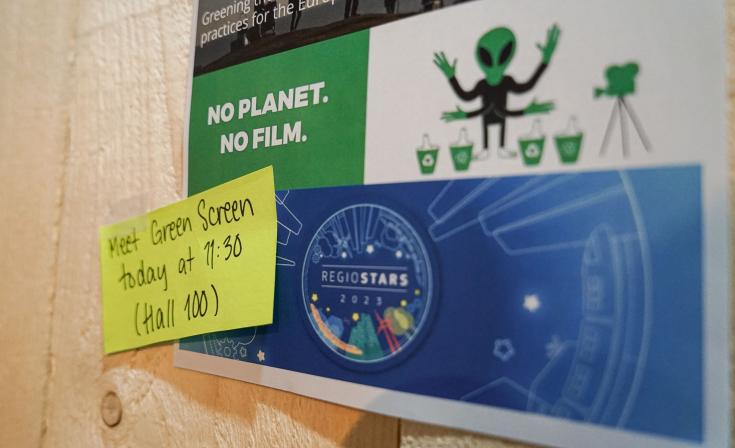 Greening the
practices for the Europ
NO PLANET.
NO FILM.
Meet Green Screen
today at 11:30
(Hall 100)
REGIOSTARS
2023